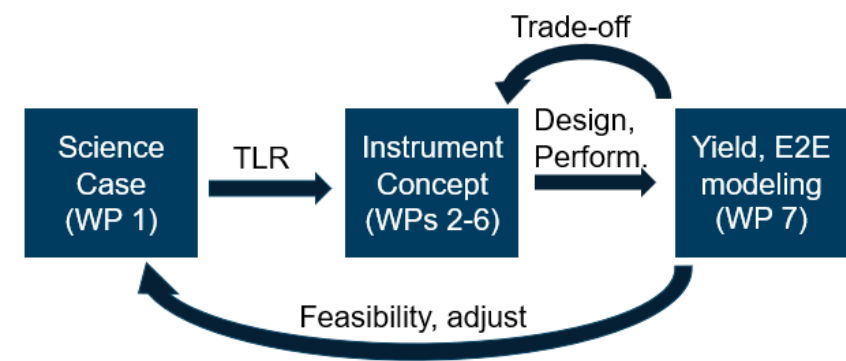 Trade-off
Science
Case
(WP 1)
TLR
Instrument
Concept
(WPs 2-6)
Design,
Perform.
Yield, E2E
modeling
(WP 7)
Feasibility, adjust